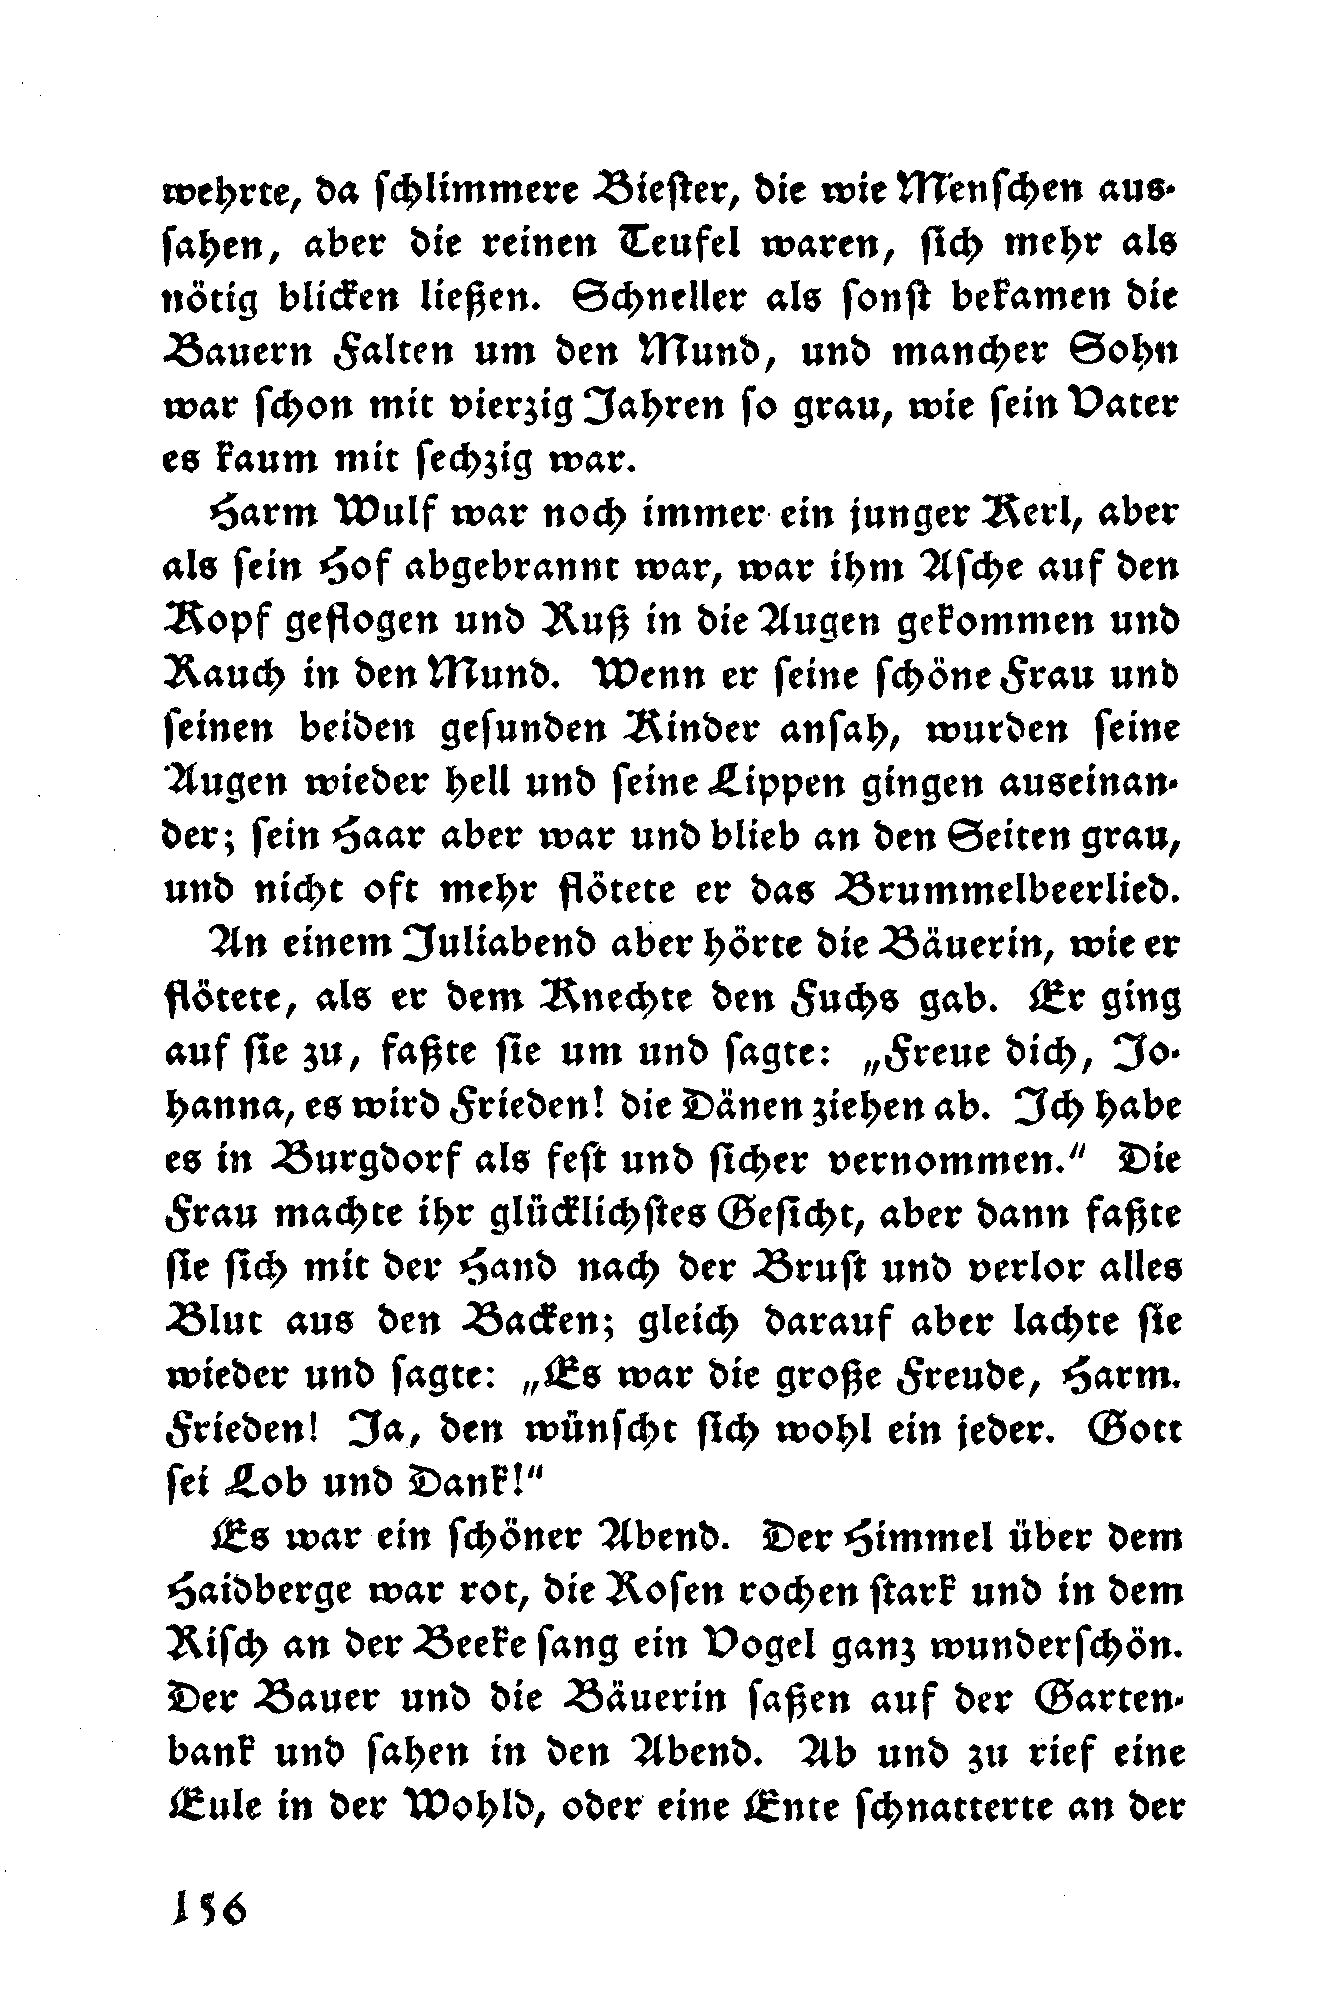 wehrte, da ſchlimmere Bieſter, die wie Menſchen aus-
ſahen, aber die reinen Teufel waren, ſich mehr als
nötig blicken ließen. Schneller als ſonſt bekamen die
Bauern Falten um den Mund, und mancher Sohn
war ſchon mit vierzig Jahren ſo grau, wie ſein Vater
es kaum mit ſechzig war.
Harm Wulf war noch immer ein junger Kerl, aber
als ſein Hof abgebrannt war, war ihm Aſche auf den
Kopf geflogen und Ruß in die Augen gekommen und
Rauch in den Mund. Wenn er ſeine ſchöne Frau und
ſeinen beiden geſunden Kinder anſah, wurden ſeine
Augen wieder hell und ſeine Lippen gingen auseinan-
der; ſein Haar aber war und blieb an den Seiten grau,
und nicht oft mehr flötete er das Brummelbeerlied.
An einem Juliabend aber hörte die Bäuerin, wie er
flötete, als er dem Knechte den Fuchs gab. Er ging
auf ſie zu, faßte ſie um und ſagte: „Freue dich, Jo-
hanna, es wird Frieden! die Dänen ziehen ab. Ich habe
es in Burgdorf als feſt und ſicher vernommen.“ Die
Frau machte ihr glücklichſtes Geſicht, aber dann faßte
ſie ſich mit der Hand nach der Bruſt und verlor alles
Blut aus den Backen; gleich darauf aber lachte ſie
wieder und ſagte: „Es war die große Freude, Harm.
Frieden! Ja, den wünſcht ſich wohl ein jeder. Gott
ſei Lob und Dank!“
Es war ein ſchöner Abend. Der Himmel über dem
Haidberge war rot, die Roſen rochen ſtark und in dem
Riſch an der Beeke ſang ein Vogel ganz wunderſchön.
Der Bauer und die Bäuerin ſaßen auf der Garten-
bank und ſahen in den Abend. Ab und zu rief eine
Eule in der Wohld, oder eine Ente ſchnatterte an der
156